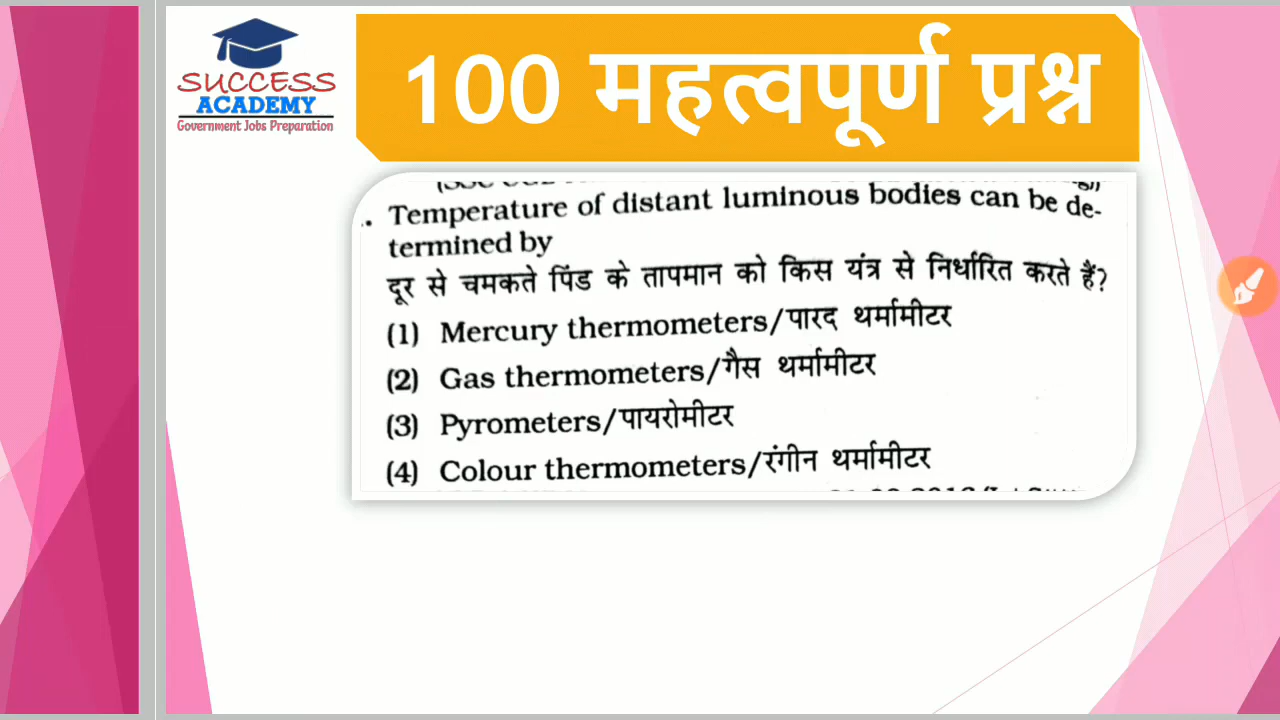 SUCCESS
ACADEMY
Government Jobs Preparation
100 महत्वपूर्ण प्रश्न
Temperature of distant luminous bodies can be de-
termined by
दूर से चमकते पिंड के तापमान को किस यंत्र से निर्धारित करते हैं?
(1) Mercury thermometers/पारद थर्मामीटर
(2) Gas thermometers/गैस थर्मामीटर
(3) Pyrometers/पायरोमीटर
(4) Colour thermometers/रंगीन थर्मामीटर